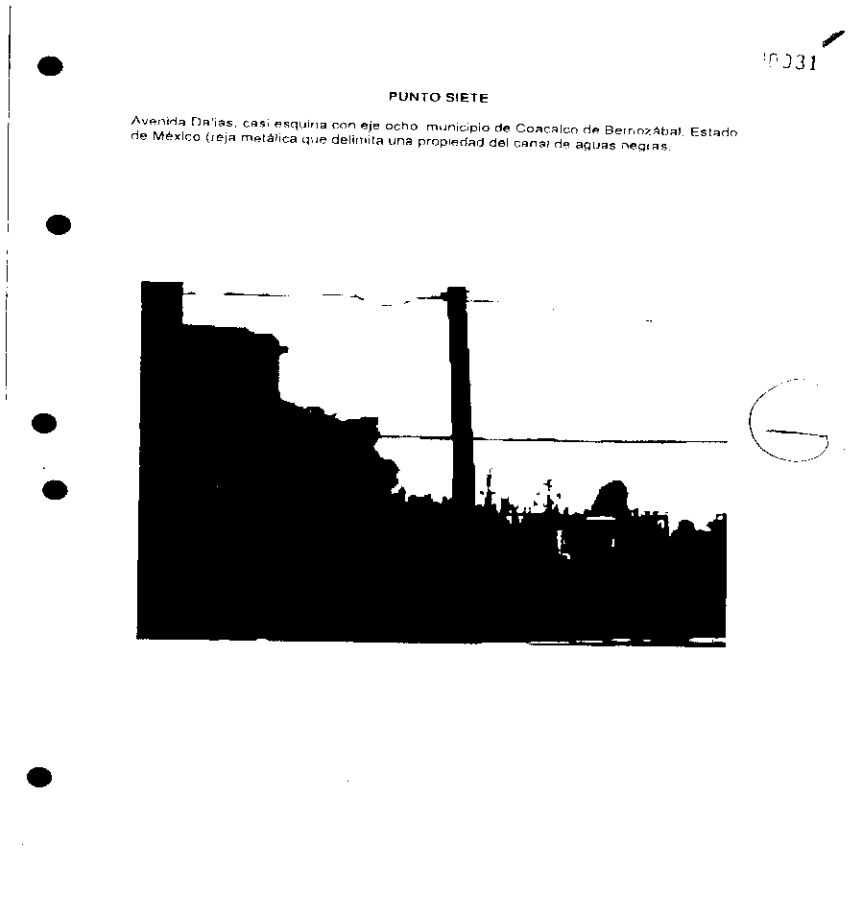 0031
PUNTO SIETE
Avenida Dalias, casi esquina con eje ocho municipio de Coacalco de Berriozábal, Estado
de México (reja metálica que delimita una propiedad del canal de aguas negras.